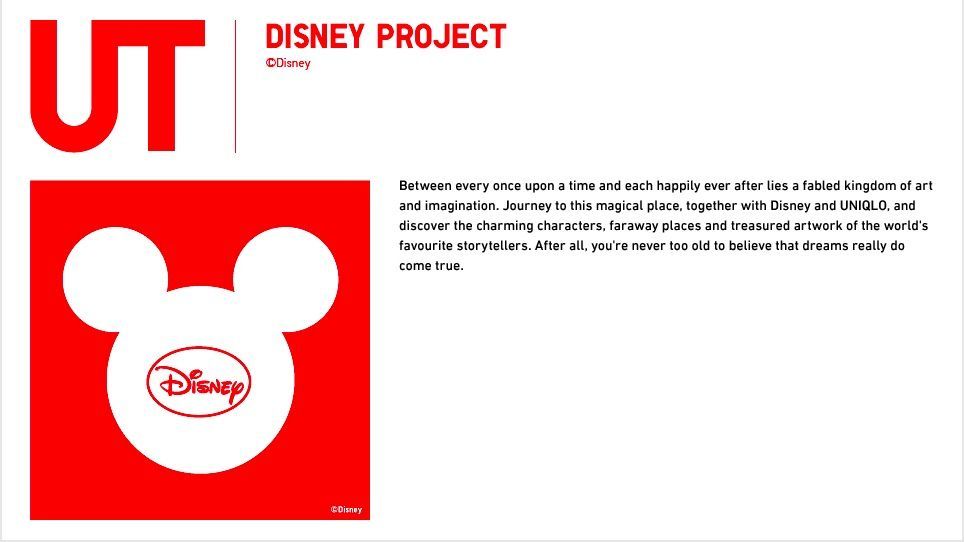 UT
DISNEY PROJECT
©Disney
Between every once upon a time and each happily ever after lies a fabled kingdom of art
and imagination. Journey to this magical place, together with Disney and UNIQLO, and
discover the charming characters, faraway places and treasured artwork of the world's
favourite storytellers. After all, you're never too old to believe that dreams really do
come true.
Disney
©Disney